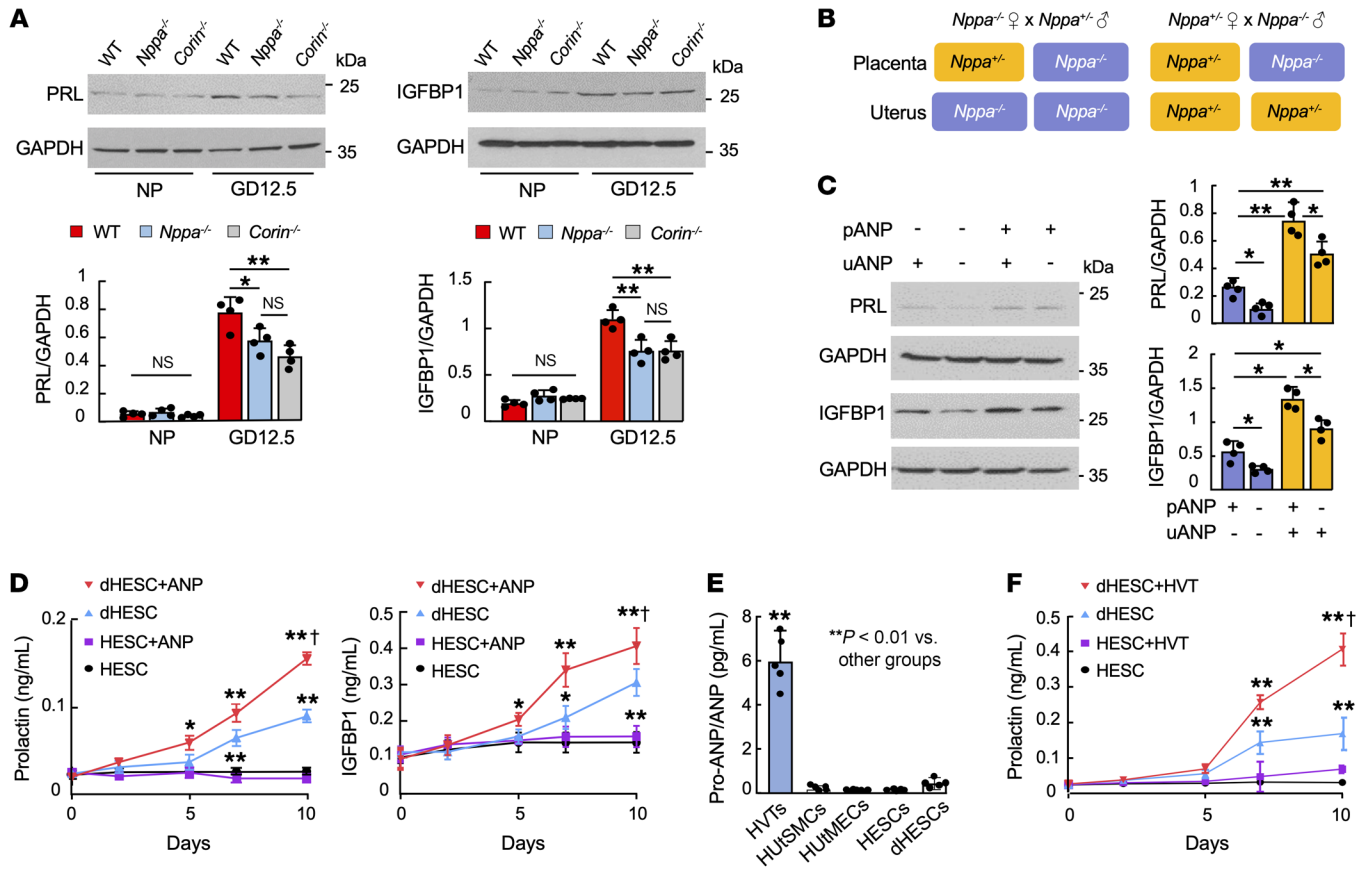 A
WT Nppa-/- Corin-/- WT Nppa-/- Corin-/-
kDa
PRL
25
GAPDH
35
NP GD12.5
WT Nppa-/- Corin-/- WT Nppa-/- Corin-/-
kDa
IGFBP1
25
GAPDH
35
NP GD12.5
WT Nppa-/- Corin-/-
PRL/GAPDH
1
0.8
0.6
0.4
0.2
0
NS
**
*
NS
NP GD12.5
WT Nppa-/- Corin-/-
IGFBP1/GAPDH
1.5
1
0.5
0
NS
**
**
NS
NP GD12.5
B
Nppa-/- ♀ x Nppa+/- ♂ Nppa+/- ♀ x Nppa-/- ♂
Placenta Nppa+/- Nppa-/- Nppa+/- Nppa-/-
Uterus Nppa-/- Nppa-/- Nppa+/- Nppa+/-
C
pANP - - + +
uANP + - + -
kDa
PRL
25
GAPDH
35
IGFBP1
25
GAPDH
35
PRL/GAPDH
1
0.8
0.6
0.4
0.2
0
**
**
*
*
IGFBP1/GAPDH
2
1.5
1
0.5
0
*
*
*
*
pANP + - + -
uANP - - + +
D
dHESC+ANP
dHESC
HESC+ANP
HESC
Prolactin (ng/mL)
0.2
0.1
0
*
**
**
**†
**
0 5 10
Days
dHESC+ANP
dHESC
HESC+ANP
HESC
IGFBP1 (ng/mL)
0.5
0.4
0.3
0.2
0.1
0
*
**
*
**†
**
0 5 10
Days
E
Pro-ANP/ANP (pg/mL)
8
6
4
2
0
**
**P < 0.01 vs.
other groups
HVTs HUtSMCs HUtMECs HESCs dHESCs
F
dHESC+HVT
dHESC
HESC+HVT
HESC
Prolactin (ng/mL)
0.5
0.4
0.3
0.2
0.1
0
**
**
**†
**
0 5 10
Days